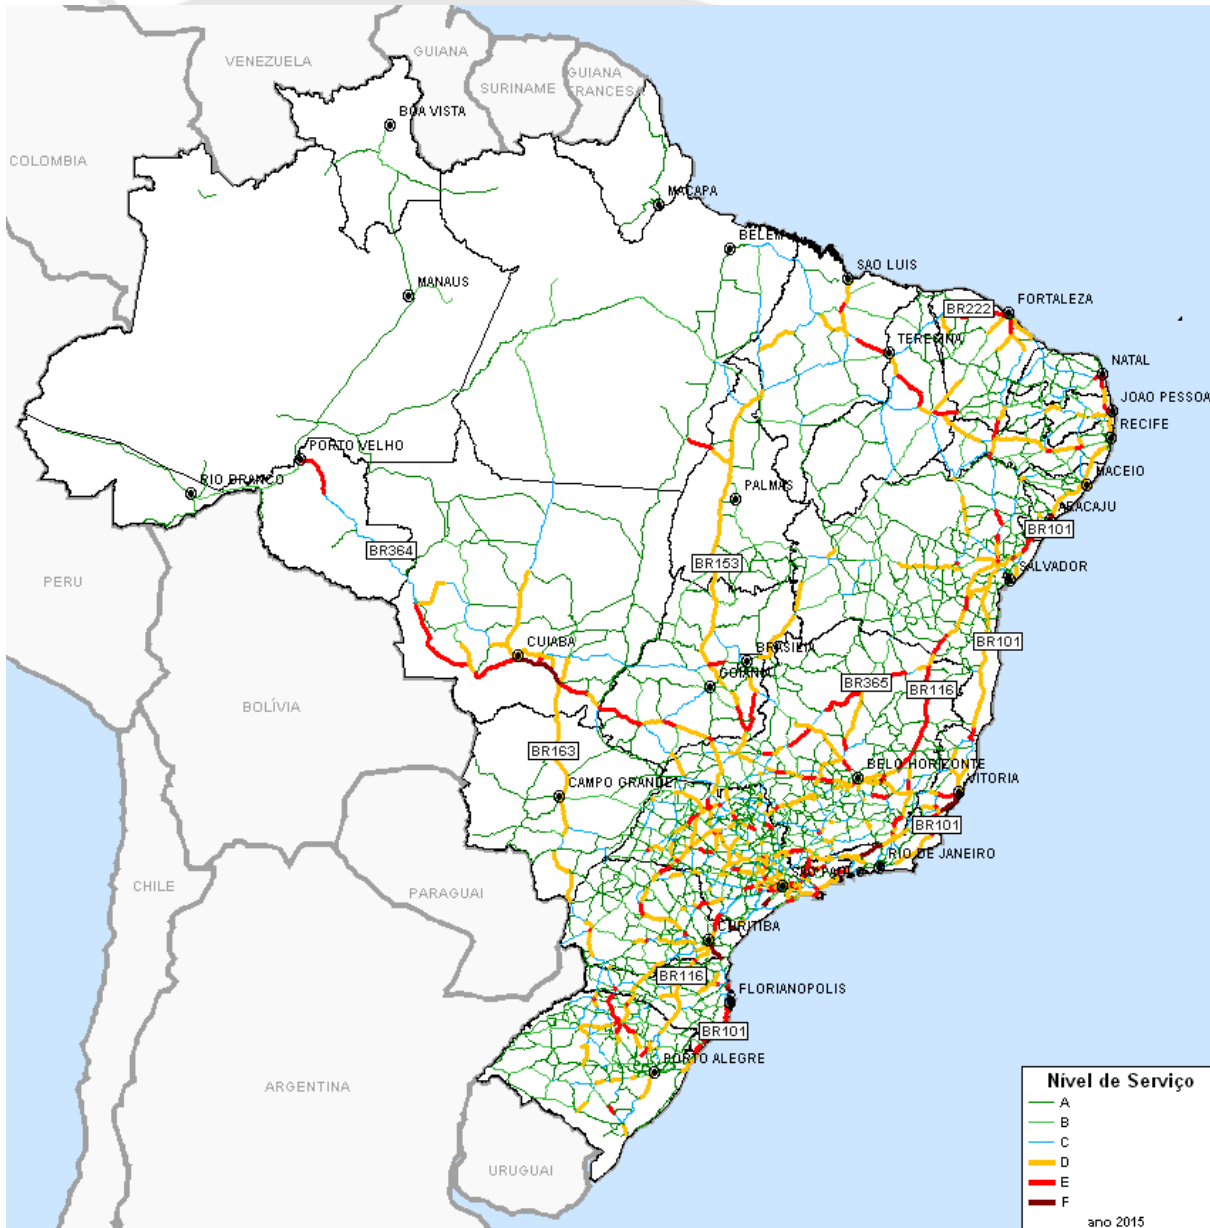 VENEZUELA
GUIANA
SURINAME
GUIANA
FRANCESA
COLOMBIA
BOA VISTA
MACAPA
BELEM
SAO LUIS
MANAUS
BR222
FORTALEZA
TERESINA
NATAL
JOAO PESSOA
RECIFE
PORTO VELHO
RIO BRANCO
PALMAS
MACEIO
ARACAJU
BR101
BR364
BR153
SALVADOR
PERU
BR101
CUIABA
BRASILIA
GOIANIA
BR365
BR116
BOLÍVIA
BR163
BELO HORIZONTE
CAMPO GRANDE
VITORIA
BR101
RIO DE JANEIRO
SAO PAULO
CHILE
PARAGUAI
CURITIBA
BR116
FLORIANOPOLIS
BR101
PORTO ALEGRE
ARGENTINA
URUGUAI
Nível de Serviço
A
B
C
D
E
F
ano 2015